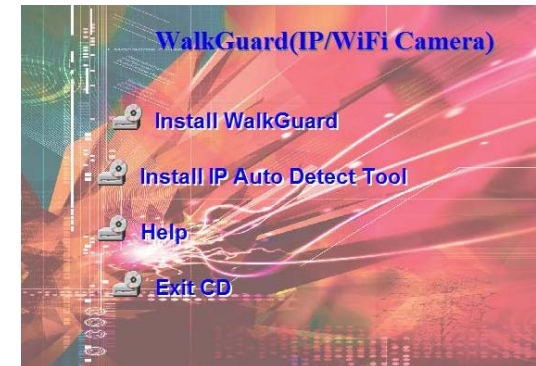 WalkGuard(IP/WiFi Camera)
Install WalkGuard
Install IP Auto Detect Tool
Help
Exit CD